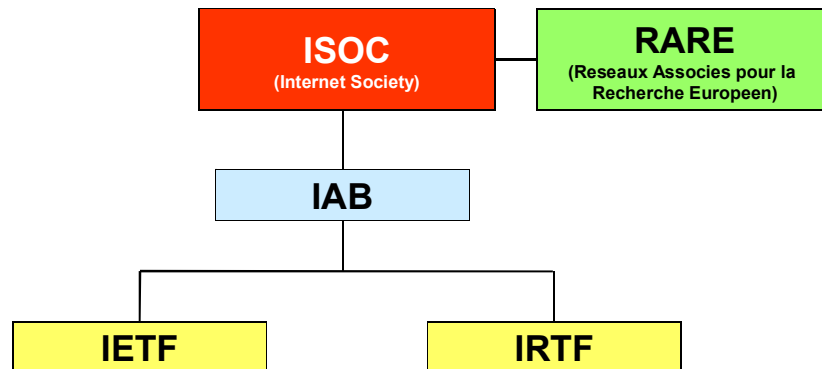 ISOC
(Internet Society)
RARE
(Reseaux Associes pour la
Recherche Europeen)
IAB
IETF
IRTF